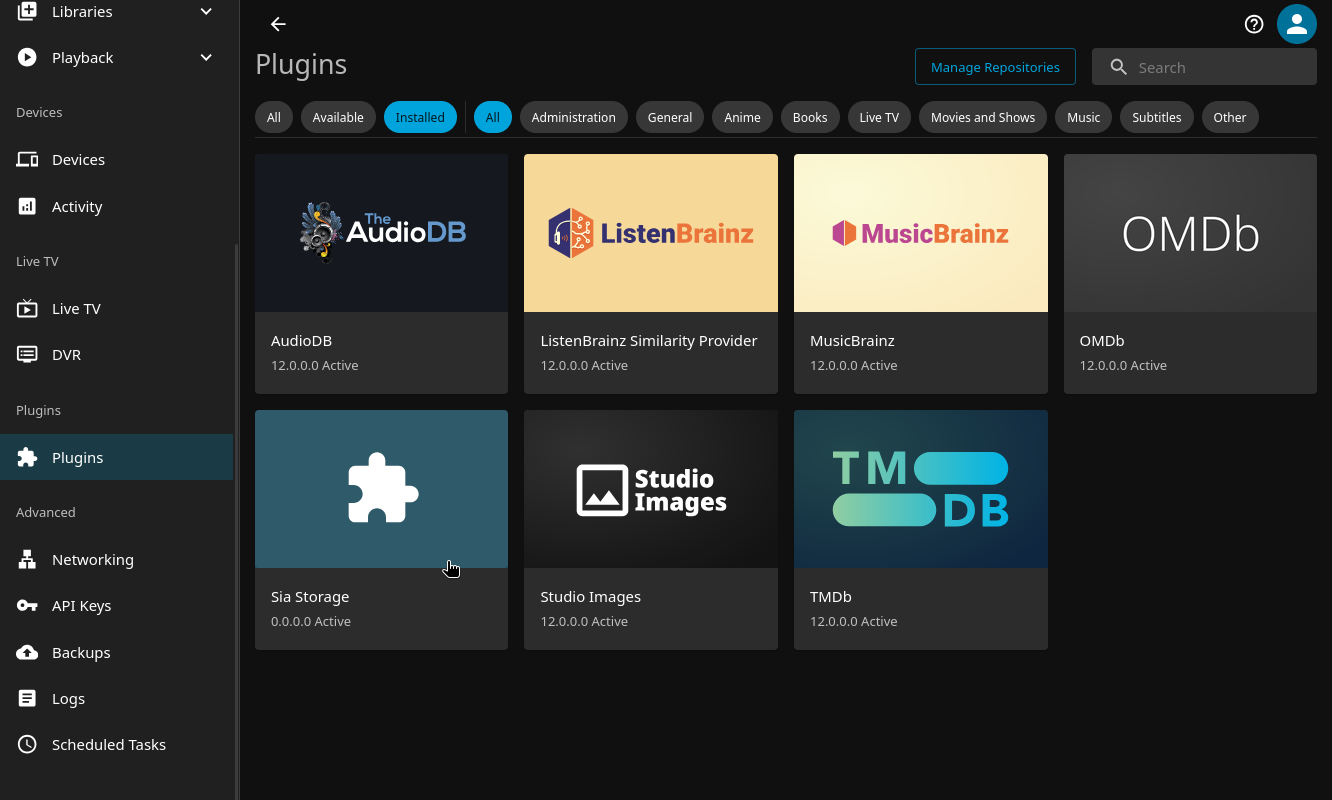 Libraries
Playback
Devices
Devices
Activity
Live TV
Live TV
DVR
Plugins
Plugins
Advanced
Networking
API Keys
Backups
Logs
Scheduled Tasks
Plugins
Manage Repositories
Search
All Available Installed All Administration General Anime Books Live TV Movies and Shows Music Subtitles Other
The
AudioDB
AudioDB
12.0.0.0 Active
ListenBrainz
ListenBrainz Similarity Provider
12.0.0.0 Active
MusicBrainz
MusicBrainz
12.0.0.0 Active
OMDb
OMDb
12.0.0.0 Active
Sia Storage
0.0.0.0 Active
Studio
Images
Studio Images
12.0.0.0 Active
TM
DB
TMDb
12.0.0.0 Active